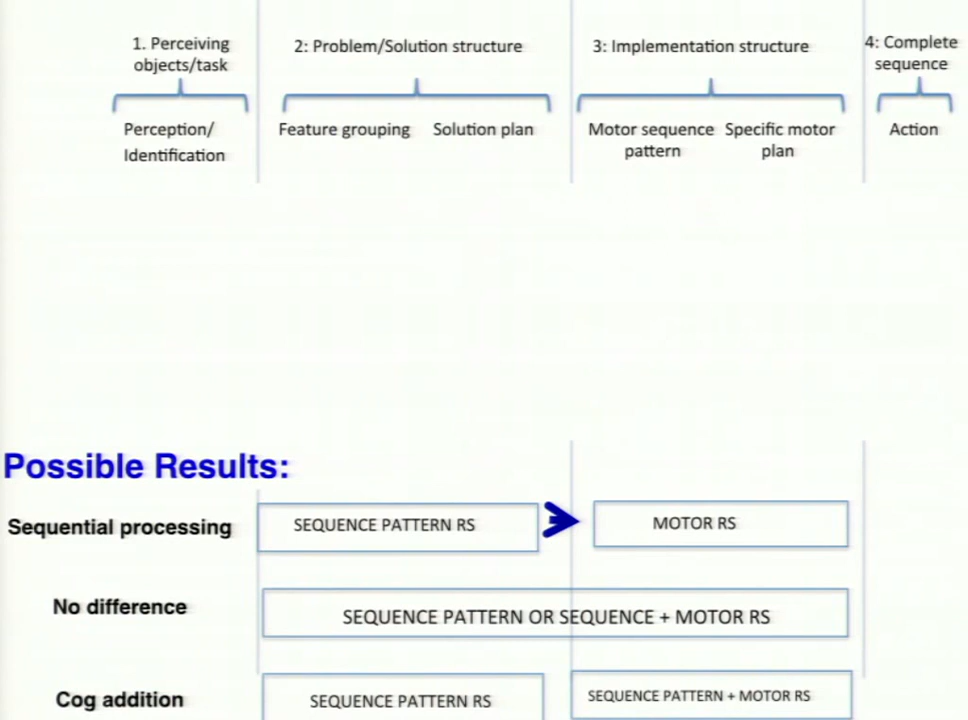 1. Perceiving
objects/task
2: Problem/Solution structure
3: Implementation structure
4: Complete
sequence
Perception/
Identification
Feature grouping
Solution plan
Motor sequence
pattern
Specific motor
plan
Action
Possible Results:
Sequential processing
SEQUENCE PATTERN RS
MOTOR RS
No difference
SEQUENCE PATTERN OR SEQUENCE + MOTOR RS
Cog addition
SEQUENCE PATTERN RS
SEQUENCE PATTERN + MOTOR RS